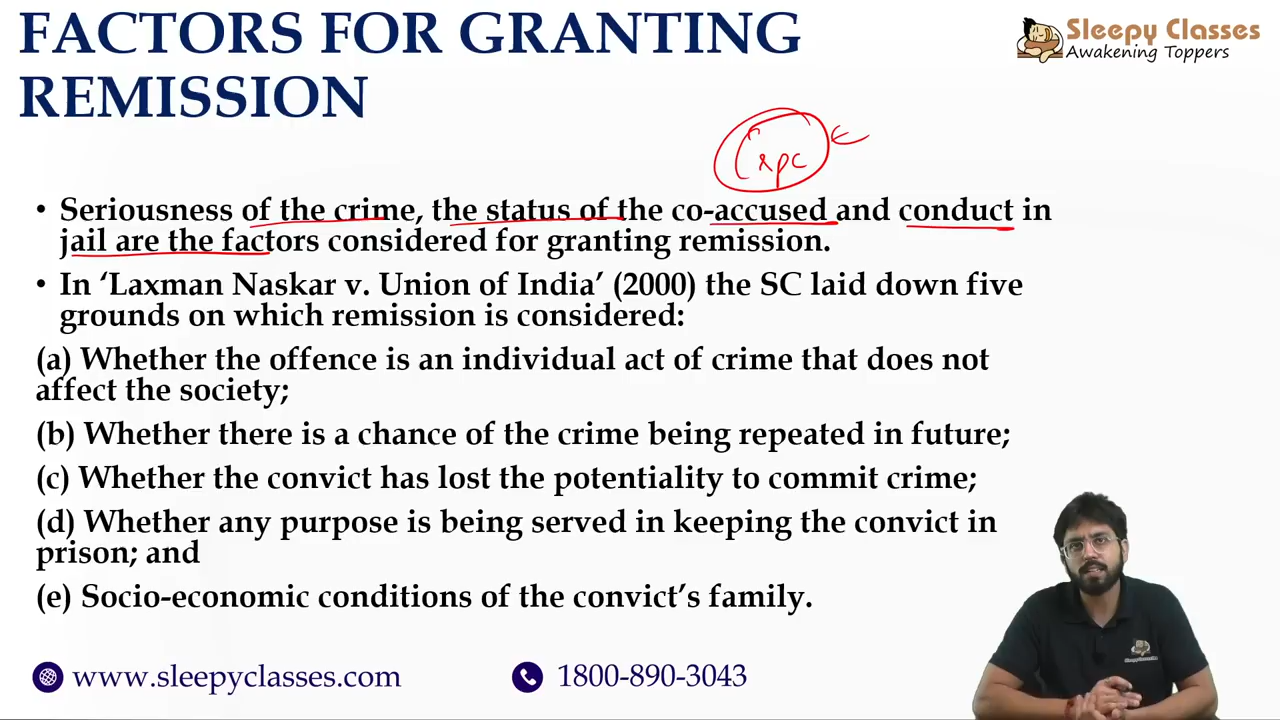 FACTORS FOR GRANTING
REMISSION
Sleepy Classes
Awakening Toppers
• Seriousness of the crime, the status of the co-accused and conduct in
jail are the factors considered for granting remission.
• In ‘Laxman Naskar v. Union of India’ (2000) the SC laid down five
grounds on which remission is considered:
(a) Whether the offence is an individual act of crime that does not
affect the society;
(b) Whether there is a chance of the crime being repeated in future;
(c) Whether the convict has lost the potentiality to commit crime;
(d) Whether any purpose is being served in keeping the convict in
prison; and
(e) Socio-economic conditions of the convict’s family.
www.sleepyclasses.com
1800-890-3043